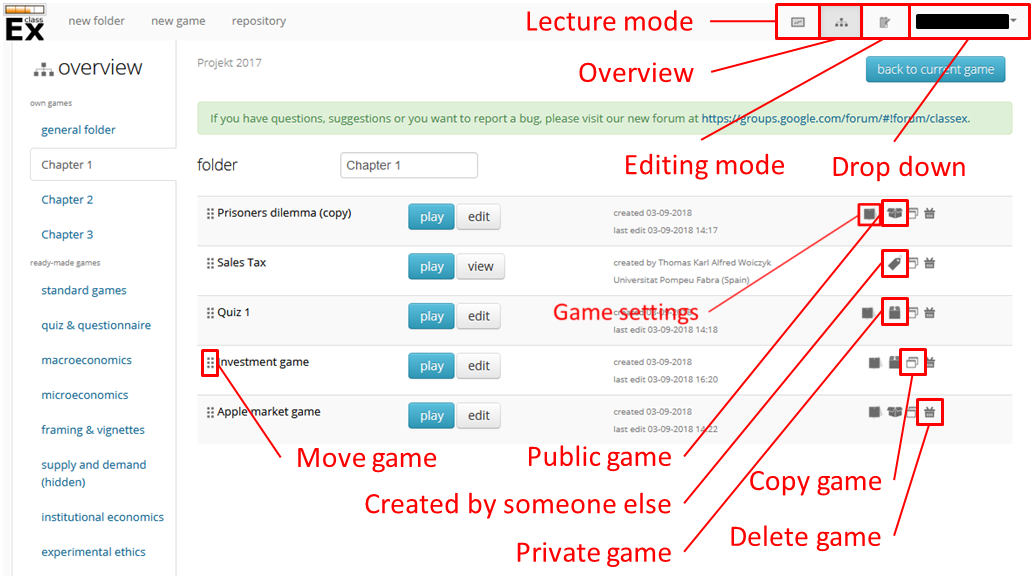 class
Ex
new folder
new game
repository
Lecture mode
overview
Projekt 2017
Overview
back to current game
own games
If you have questions, suggestions or you want to report a bug, please visit our new forum at https://groups.google.com/forum/#!forum/classex.
general folder
Chapter 1
folder
Chapter 1
Editing mode
Drop down
Chapter 2
Prisoners dilemma (copy)
play
edit
created 03-09-2018
last edit 03-09-2018 14:17
Chapter 3
ready-made games
Sales Tax
play
view
created by Thomas Karl Alfred Woiczyk
Universitat Pompeu Fabra (Spain)
standard games
Quiz 1
play
edit
created 03-09-2018
Game settings
last edit 03-09-2018 14:18
quiz & questionnaire
macroeconomics
nvestment game
play
edit
created 03-09-2018
last edit 03-09-2018 16:20
microeconomics
Apple market game
play
edit
created 03-09-2018
last edit 03-09-2018 14:22
framing & vignettes
Move game
Public game
supply and demand
(hidden)
Copy game
Created by someone else
institutional economics
Delete game
experimental ethics
Private game